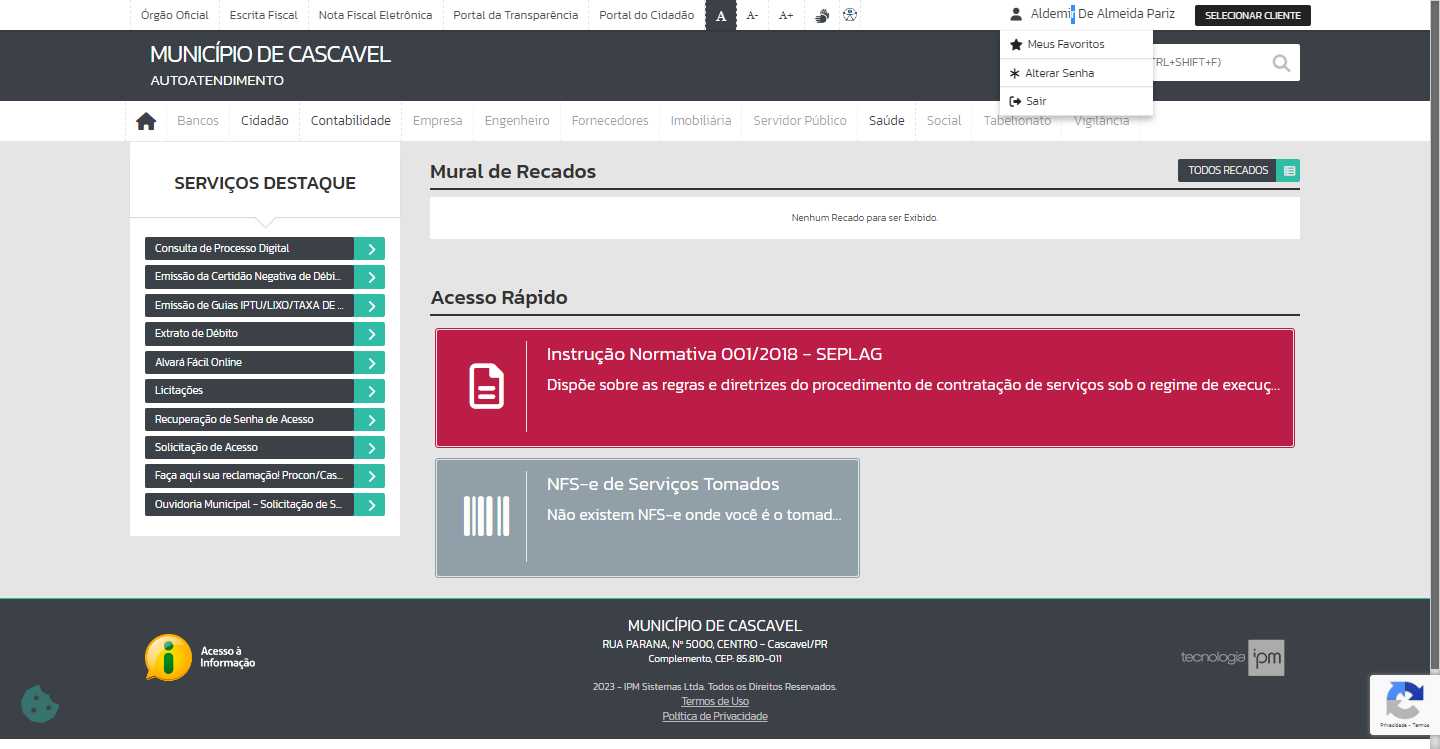 Órgão Oficial
Escrita Fiscal
Nota Fiscal Eletrônica
Portal da Transparência
Portal do Cidadão
A
A-
A+
Aldemir De Almeida Pariz
SELECIONAR CLIENTE
Meus Favoritos
Alterar Senha
Sair
MUNICÍPIO DE CASCAVEL
AUTOATENDIMENTO
TRL+SHIFT+F)
Bancos
Cidadão
Contabilidade
Empresa
Engenheiro
Fornecedores
Imobiliária
Servidor Público
Saúde
Social
Tabelionato
Vigilância
SERVIÇOS DESTAQUE
Consulta de Processo Digital
Emissão da Certidão Negativa de Débi...
Emissão de Guias IPTU/LIXO/TAXA DE ...
Extrato de Débito
Alvará Fácil Online
Licitações
Recuperação de Senha de Acesso
Solicitação de Acesso
Faça aqui sua reclamação! Procon/Cas...
Ouvidoria Municipal - Solicitação de S...
Mural de Recados
TODOS RECADOS
Nenhum Recado para ser Exibido.
Acesso Rápido
Instrução Normativa 001/2018 - SEPLAG
Dispõe sobre as regras e diretrizes do procedimento de contratação de serviços sob o regime de execuç...
NFS-e de Serviços Tomados
Não existem NFS-e onde você é o tomad...
Acesso à
Informação
MUNICÍPIO DE CASCAVEL
RUA PARANA, Nº 5000, CENTRO - Cascavel/PR
Complemento, CEP: 85.810-011
2023 - IPM Sistemas Ltda. Todos os Direitos Reservados.
Termos de Uso
Política de Privacidade
tecnologia ipm
Privacidade - Termos